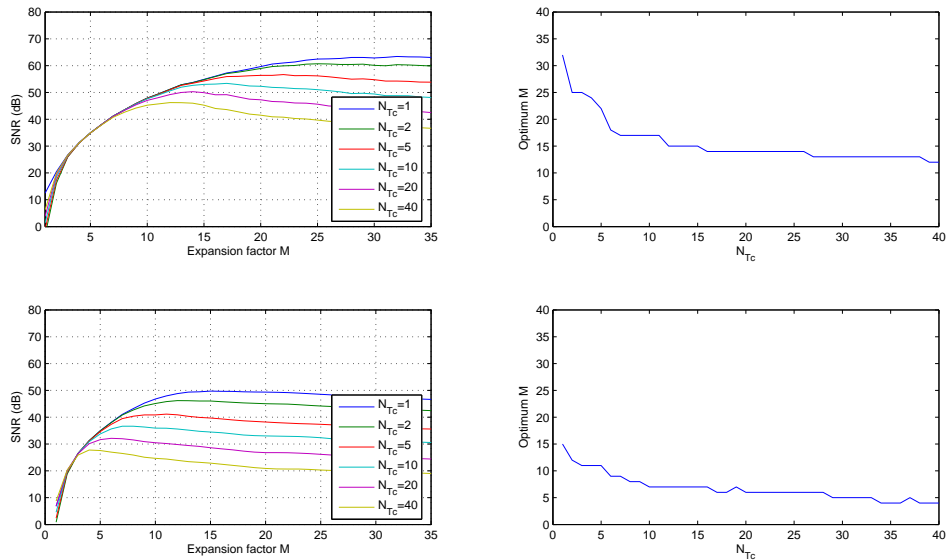 80
70
60
50
40
30
20
10
0
SNR (dB)
5 10 15 20 25 30 35
Expansion factor M
N_Tc=1
N_Tc=2
N_Tc=5
N_Tc=10
N_Tc=20
N_Tc=40
40
35
30
25
20
15
10
5
0
Optimum M
0 5 10 15 20 25 30 35 40
N_Tc
80
70
60
50
40
30
20
10
0
SNR (dB)
0 5 10 15 20 25 30 35
Expansion factor M
N_Tc=1
N_Tc=2
N_Tc=5
N_Tc=10
N_Tc=20
N_Tc=40
40
35
30
25
20
15
10
5
0
Optimum M
0 5 10 15 20 25 30 35 40
N_Tc